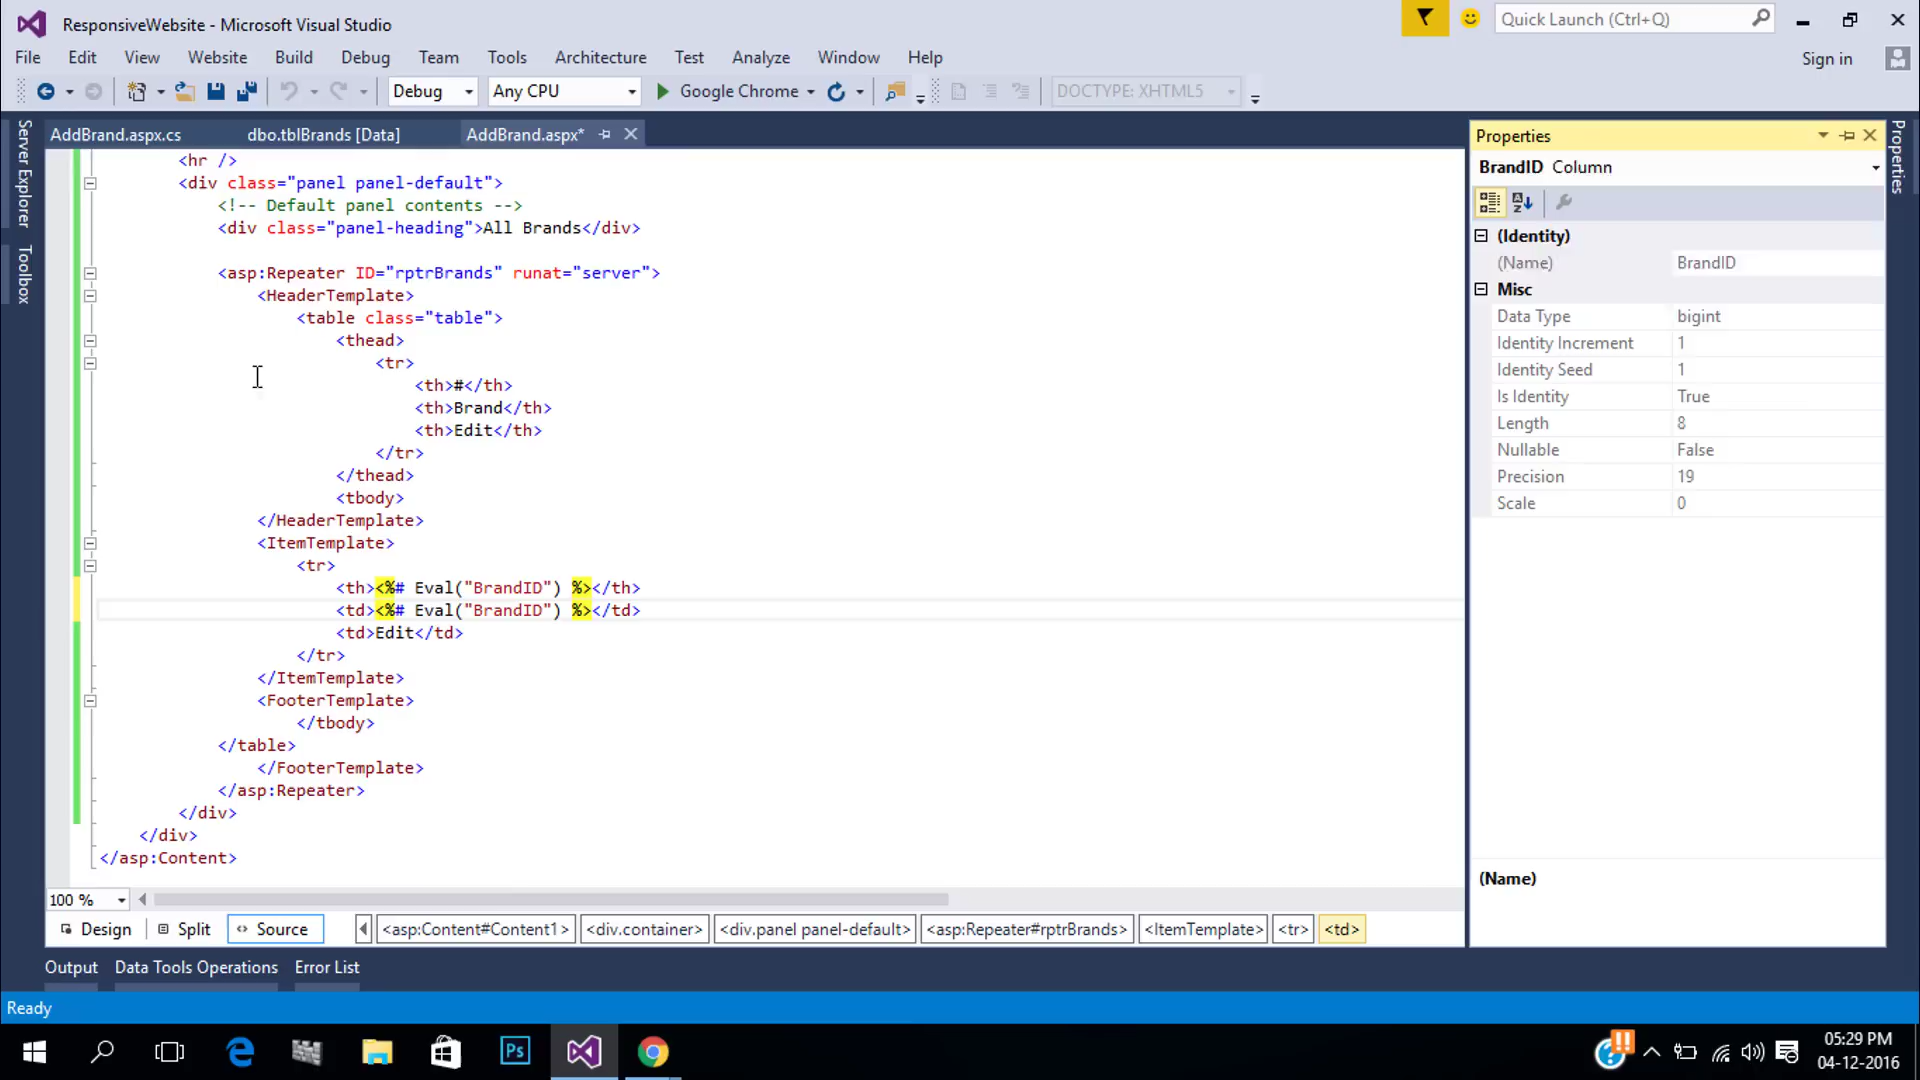 ResponsiveWebsite - Microsoft Visual Studio
Quick Launch (Ctrl+Q)
File Edit View Website Build Debug Team Tools Architecture Test Analyze Window Help
Sign in
Debug Any CPU Google Chrome DOCTYPE: XHTML5
Server Explorer
Toolbox
AddBrand.aspx.cs dbo.tblBrands [Data] AddBrand.aspx*
<hr />
<div class="panel panel-default">
<!-- Default panel contents -->
<div class="panel-heading">All Brands</div>
<asp:Repeater ID="rptrBrands" runat="server">
<HeaderTemplate>
<table class="table">
<thead>
<tr>
<th>#</th>
<th>Brand</th>
<th>Edit</th>
</tr>
</thead>
<tbody>
</HeaderTemplate>
<ItemTemplate>
<tr>
<th><%# Eval("BrandID") %></th>
<td><%# Eval("BrandID") %></td>
<td>Edit</td>
</tr>
</ItemTemplate>
<FooterTemplate>
</tbody>
</table>
</FooterTemplate>
</asp:Repeater>
</div>
</div>
</asp:Content>
100 %
Design Split Source
<asp:Content#Content1> <div.container> <div.panel panel-default> <asp:Repeater#rptrBrands> <ItemTemplate> <tr> <td>
Properties
BrandID Column
(Identity)
(Name) BrandID
Misc
Data Type bigint
Identity Increment 1
Identity Seed 1
Is Identity True
Length 8
Nullable False
Precision 19
Scale 0
(Name)
Properties
Output Data Tools Operations Error List
Ready
Ps
05:29 PM
04-12-2016